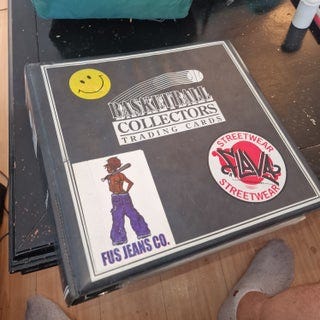 BASKETBALL
COLLECTORS
TRADING CARDS
STREETWEAR
FLAVA
STREETWEAR
FUS JEANS CO.